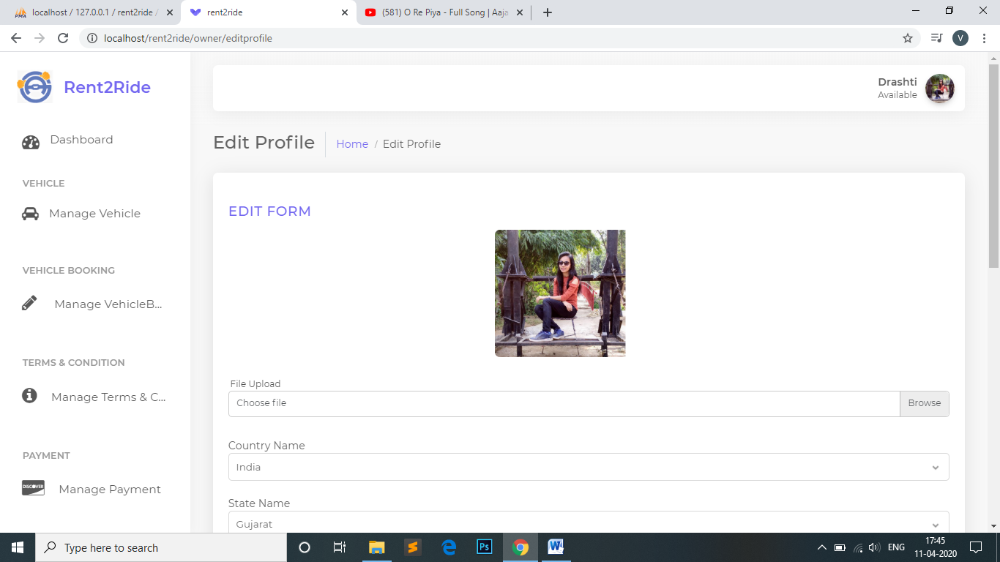 localhost / 127.0.0.1 / rent2ride /
rent2ride
(581) O Re Piya - Full Song | Aaja
localhost/rent2ride/owner/editprofile
V
Rent2Ride
Drashti
Available
Dashboard
Edit Profile
Home / Edit Profile
VEHICLE
Manage Vehicle
EDIT FORM
VEHICLE BOOKING
Manage VehicleB...
TERMS & CONDITION
Manage Terms & C...
File Upload
Choose file
Browse
Country Name
India
PAYMENT
DISCOVER
Manage Payment
State Name
Gujarat
Type here to search
Ps
W
ENG
17:45
11-04-2020